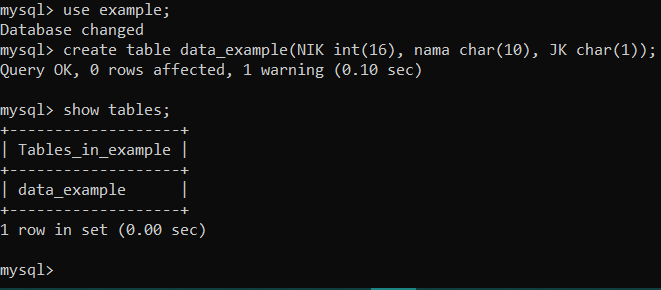 mysql> use example;
Database changed
mysql> create table data_example(NIK int(16), nama char(10), JK char(1));
Query OK, 0 rows affected, 1 warning (0.10 sec)

mysql> show tables;
+-------------------+
| Tables_in_example |
+-------------------+
| data_example      |
+-------------------+
1 row in set (0.00 sec)

mysql>